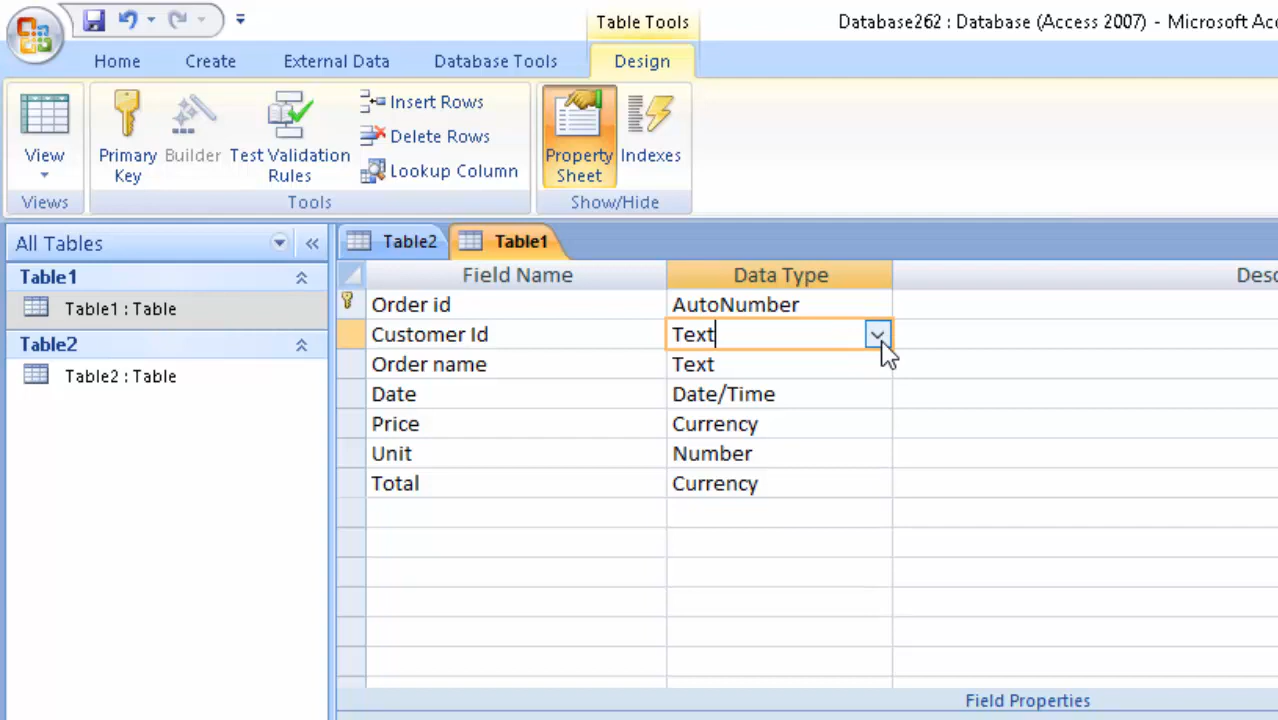 Table Tools
Database262 : Database (Access 2007) - Microsoft Acc
Home Create External Data Database Tools Design
View
Primary Key
Builder
Test Validation Rules
Insert Rows
Delete Rows
Lookup Column
Property Sheet
Indexes
Views Tools Show/Hide
All Tables
Table2 Table1
Table1
Table1 : Table
Table2
Table2 : Table
Field Name Data Type Desc
Order id AutoNumber
Customer Id Text
Order name Text
Date Date/Time
Price Currency
Unit Number
Total Currency
Field Properties